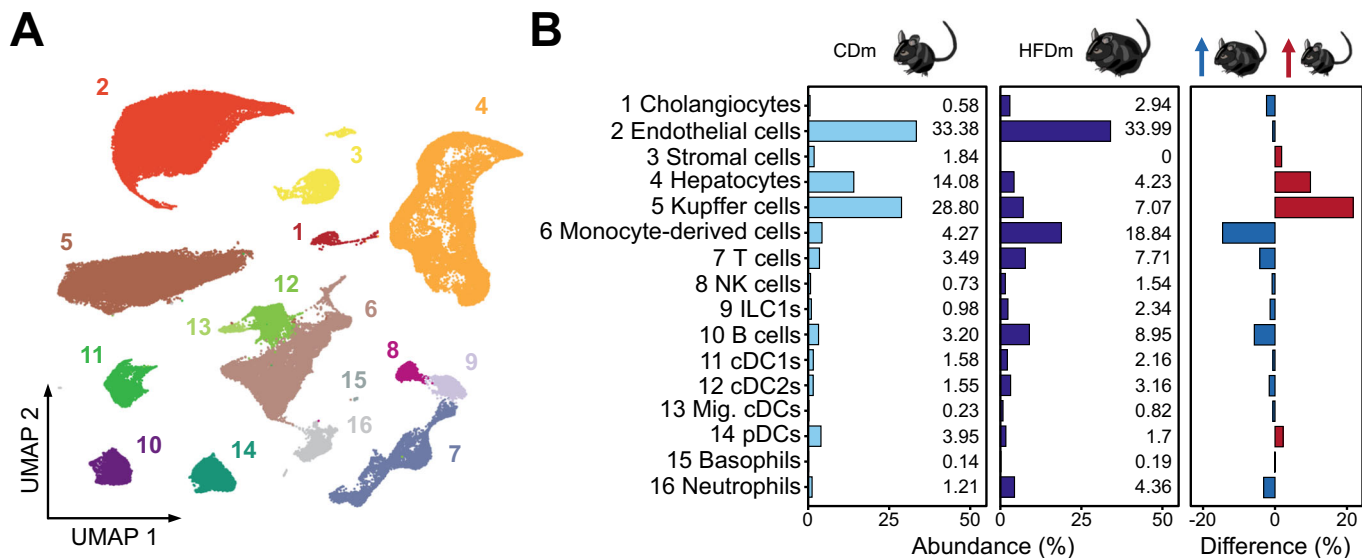 A
2
4
3
1
5
12
6
13
8
9
11
15
16
10
14
7
UMAP 2
UMAP 1
B
CDm
HFDm
1 Cholangiocytes 0.58 2.94
2 Endothelial cells 33.38 33.99
3 Stromal cells 1.84 0
4 Hepatocytes 14.08 4.23
5 Kupffer cells 28.80 7.07
6 Monocyte-derived cells 4.27 18.84
7 T cells 3.49 7.71
8 NK cells 0.73 1.54
9 ILC1s 0.98 2.34
10 B cells 3.20 8.95
11 cDC1s 1.58 2.16
12 cDC2s 1.55 3.16
13 Mig. cDCs 0.23 0.82
14 pDCs 3.95 1.7
15 Basophils 0.14 0.19
16 Neutrophils 1.21 4.36
0 50 0 50 -20 0 20
Abundance (%) Difference (%)